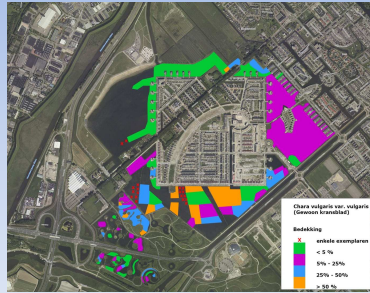 Chara vulgaris var. vulgaris
(Gewoon kransblad)
Bedekking
x enkele exemplaren
< 5 %
5% - 25%
25% - 50%
> 50 %